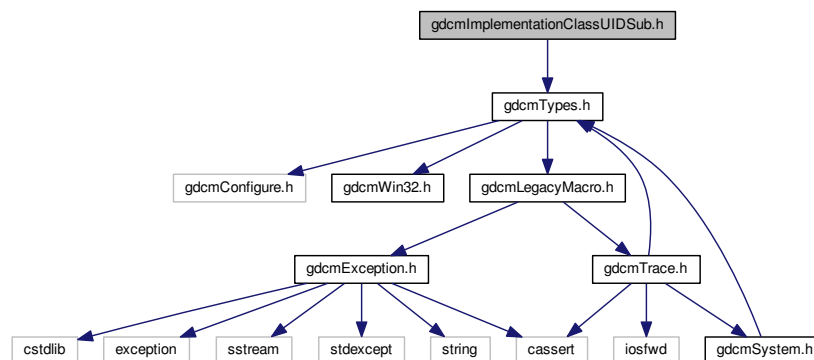 gdcmImplementationClassUIDSub.h
gdcmTypes.h
gdcmConfigure.h
gdcmWin32.h
gdcmLegacyMacro.h
gdcmException.h
gdcmTrace.h
cstdlib
exception
sstream
stdexcept
string
cassert
iosfwd
gdcmSystem.h